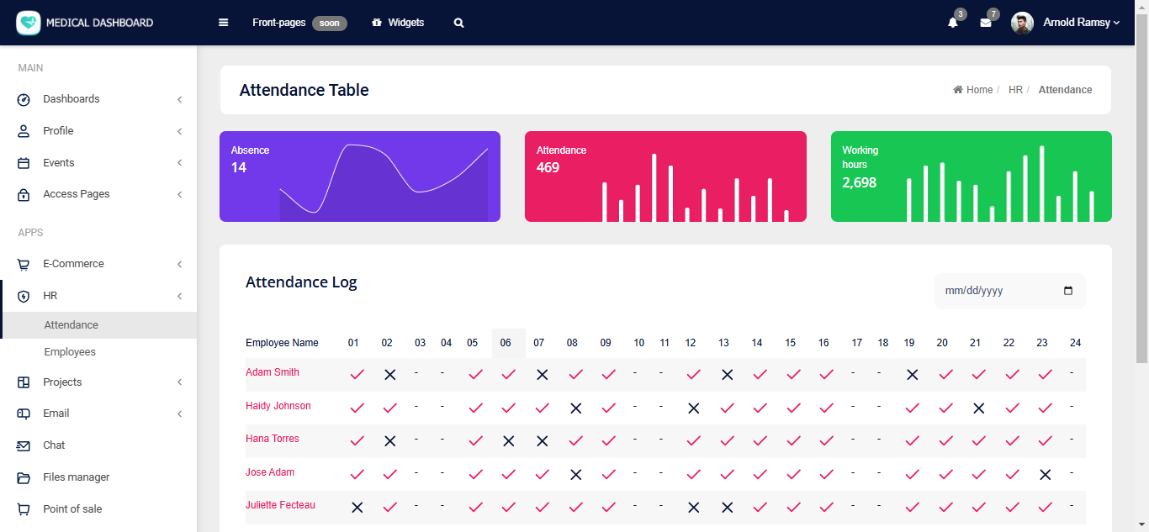 MEDICAL DASHBOARD
Front-pages soon Widgets
3 7 Arnold Ramsy
MAIN
Dashboards
Profile
Events
Access Pages
APPS
E-Commerce
HR
Attendance
Employees
Projects
Email
Chat
Files manager
Point of sale
Attendance Table
Home / HR / Attendance
Absence
14
Attendance
469
Working
hours
2,698
Attendance Log
mm/dd/yyyy
Employee Name 01 02 03 04 05 06 07 08 09 10 11 12 13 14 15 16 17 18 19 20 21 22 23 24
Adam Smith - - - - - - -
Haidy Johnson - - - - - - -
Hana Torres - - - - - - -
Jose Adam - - - - - - -
Juliette Fecteau - - - - - - -